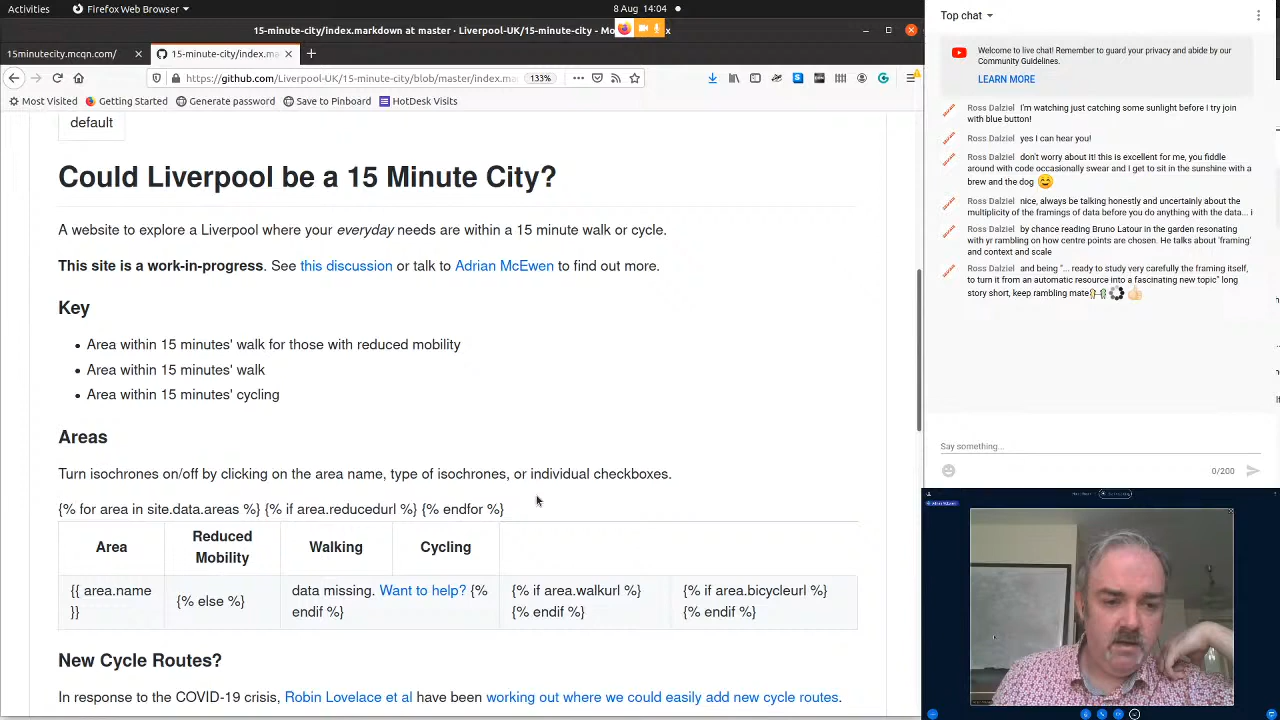 Activities
Firefox Web Browser
8 Aug 14:04
15-minute-city/index.markdown at master · Liverpool-UK/15-minute-city - Mo
15minutecity.mcqn.com/
15-minute-city/index.ma
https://github.com/Liverpool-UK/15-minute-city/blob/master/index.m
133%
Most Visited
Getting Started
Generate password
Save to Pinboard
HotDesk Visits
default
Could Liverpool be a 15 Minute City?
A website to explore a Liverpool where your everyday needs are within a 15 minute walk or cycle.
This site is a work-in-progress. See this discussion or talk to Adrian McEwen to find out more.
Key
Area within 15 minutes' walk for those with reduced mobility
Area within 15 minutes' walk
Area within 15 minutes' cycling
Areas
Turn isochrones on/off by clicking on the area name, type of isochrones, or individual checkboxes.
{% for area in site.data.areas %} {% if area.reducedurl %} {% endfor %}
Area
Reduced
Mobility
Walking
Cycling
{{ area.name
}}
{% else %}
data missing. Want to help? {%
endif %}
{% if area.walkurl %}
{% endif %}
{% if area.bicycleurl %}
{% endif %}
New Cycle Routes?
In response to the COVID-19 crisis, Robin Lovelace et al have been working out where we could easily add new cycle routes.
Top chat
Welcome to live chat! Remember to guard your privacy and abide by our
Community Guidelines.
LEARN MORE
Ross Dalziel I'm watching just catching some sunlight before I try join
with blue button!
Ross Dalziel yes I can hear you!
Ross Dalziel don't worry about it! this is excellent for me, you fiddle
around with code occasionally swear and I get to sit in the sunshine with a
brew and the dog
Ross Dalziel nice, always be talking honestly and uncertainly about the
multiplicity of the framings of data before you do anything with the data... i
Ross Dalziel by chance reading Bruno Latour in the garden resonating
with yr rambling on how centre points are chosen. He talks about 'framing'
and context and scale
Ross Dalziel and being "... ready to study very carefully the framing itself,
to turn it from an automatic resource into a fascinating new topic" long
story short, keep rambling mate
Say something...
0/200